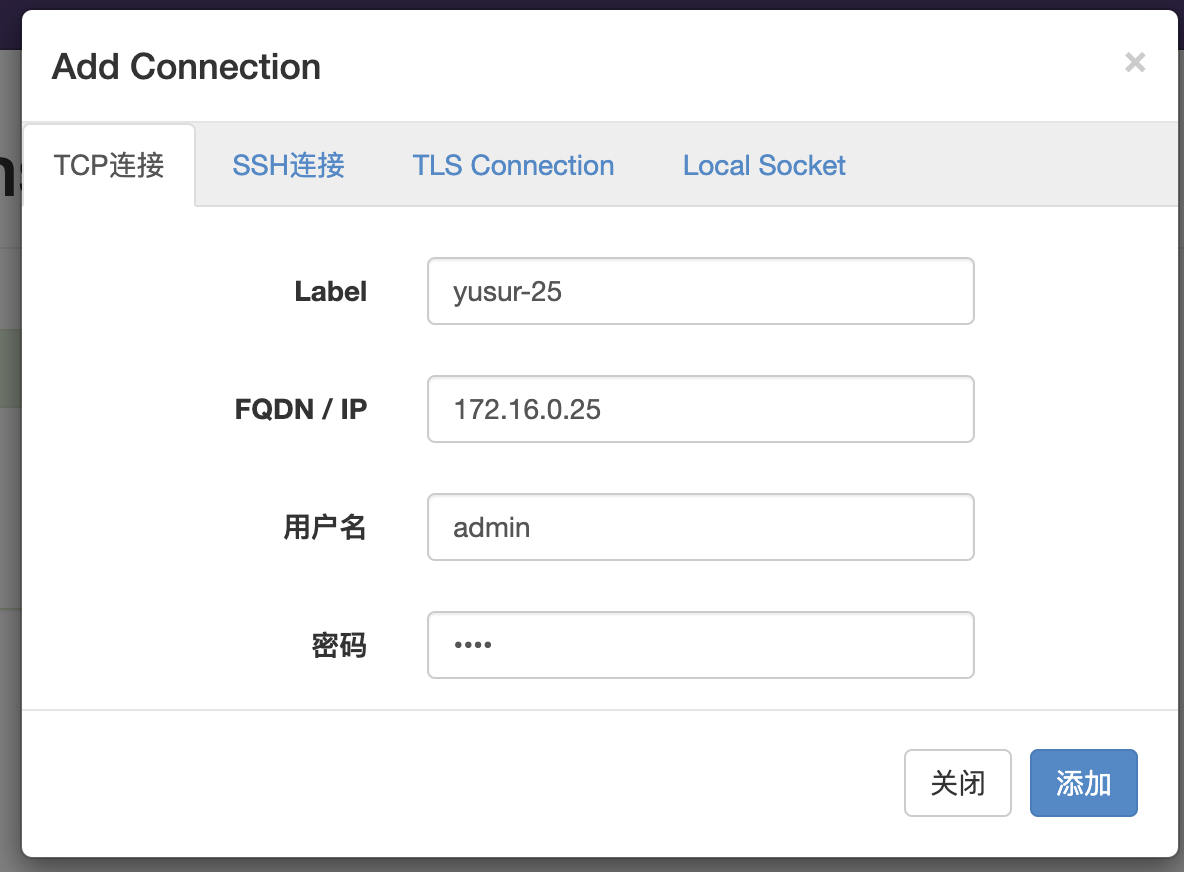 Add Connection
×
TCP连接 SSH连接 TLS Connection Local Socket
Label yusur-25
FQDN / IP 172.16.0.25
用户名 admin
密码 ••••
关闭 添加